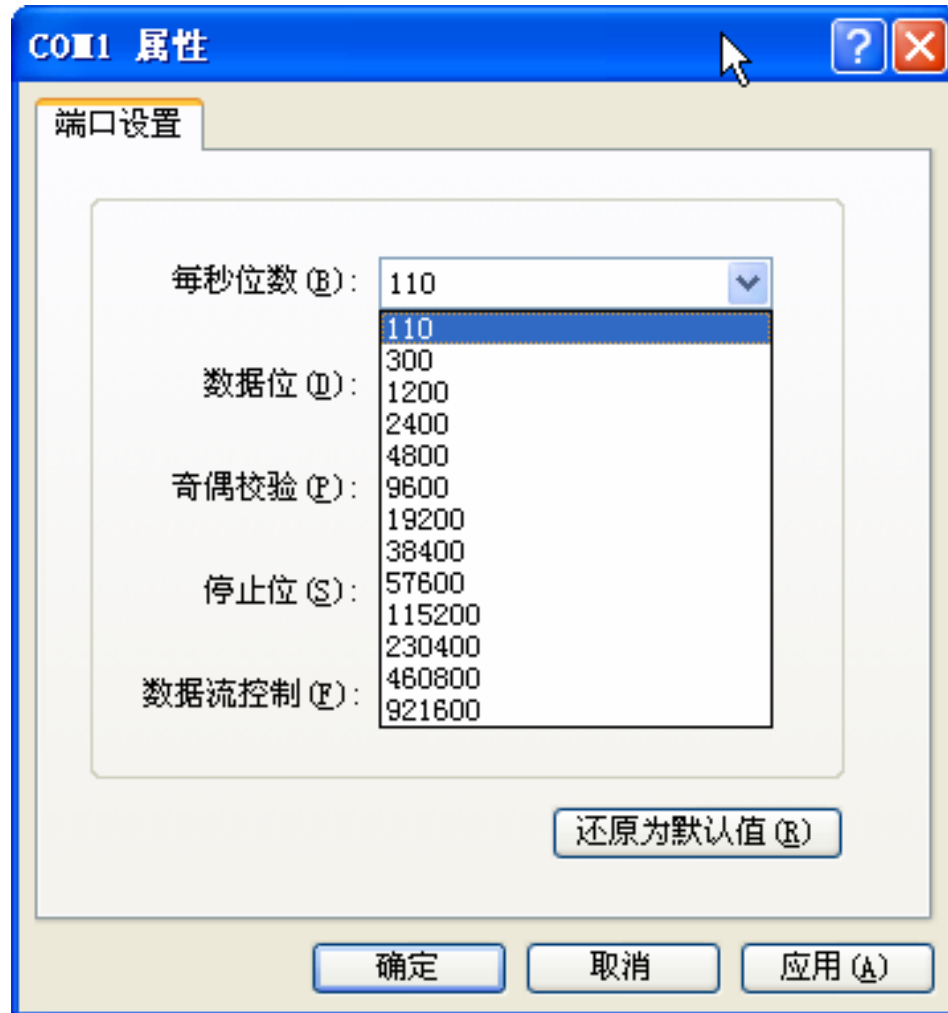 COM1 属性
端口设置
每秒位数(B): 110
110
300
数据位(D):
1200
2400
4800
奇偶校验(P):
9600
19200
38400
停止位(S):
57600
115200
230400
数据流控制(F):
460800
921600
还原为默认值(R)
确定 取消 应用(A)